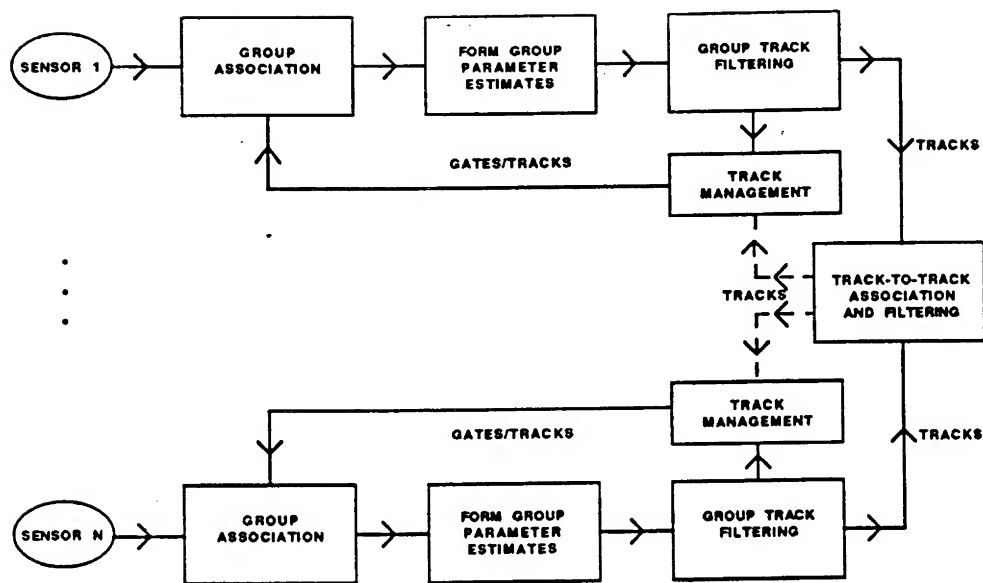 SENSOR 1
GROUP
ASSOCIATION
FORM GROUP
PARAMETER
ESTIMATES
GROUP TRACK
FILTERING
TRACKS
GATES/TRACKS
TRACK
MANAGEMENT
TRACKS
TRACK-TO-TRACK
ASSOCIATION
AND FILTERING
TRACK
MANAGEMENT
GATES/TRACKS
TRACKS
SENSOR N
GROUP
ASSOCIATION
FORM GROUP
PARAMETER
ESTIMATES
GROUP TRACK
FILTERING